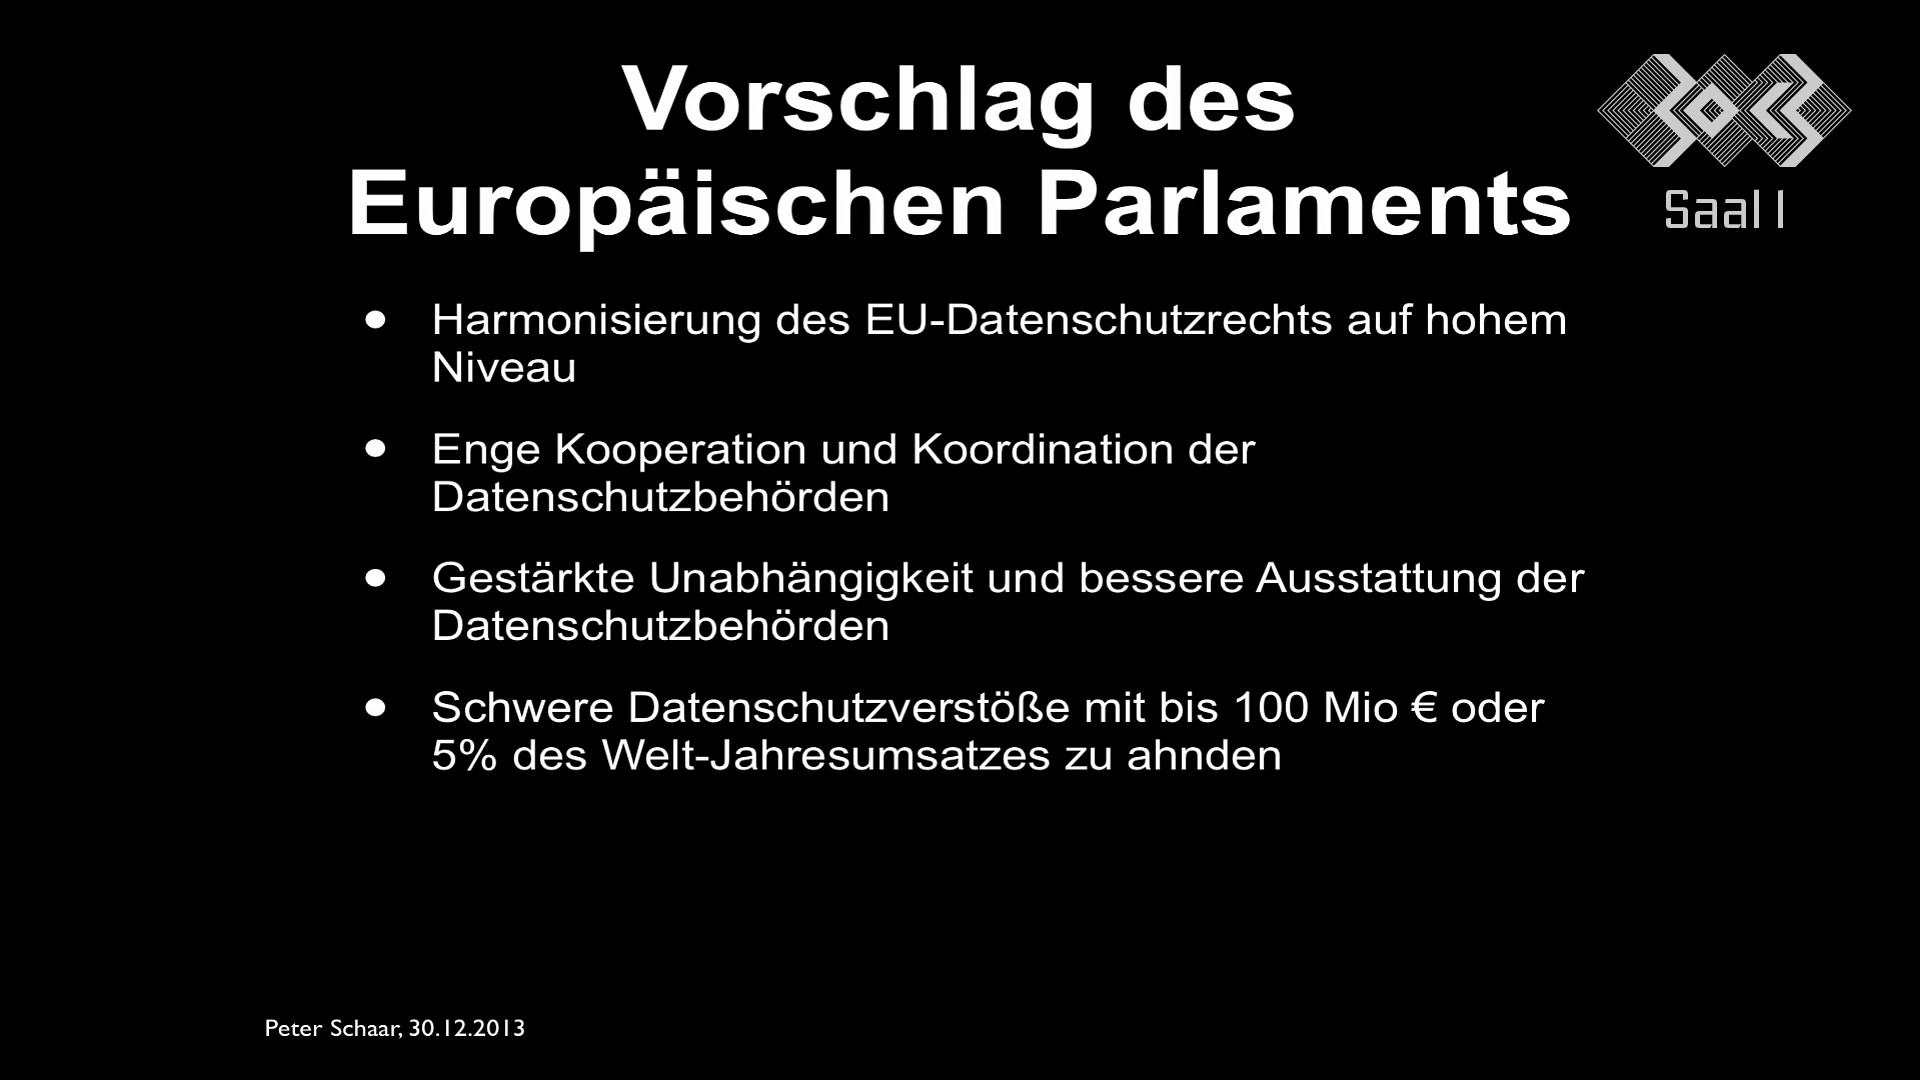 Vorschlag des
Europäischen Parlaments
30C3
Saal 1
• Harmonisierung des EU-Datenschutzrechts auf hohem
Niveau
• Enge Kooperation und Koordination der
Datenschutzbehörden
• Gestärkte Unabhängigkeit und bessere Ausstattung der
Datenschutzbehörden
• Schwere Datenschutzverstöße mit bis 100 Mio € oder
5% des Welt-Jahresumsatzes zu ahnden
Peter Schaar, 30.12.2013